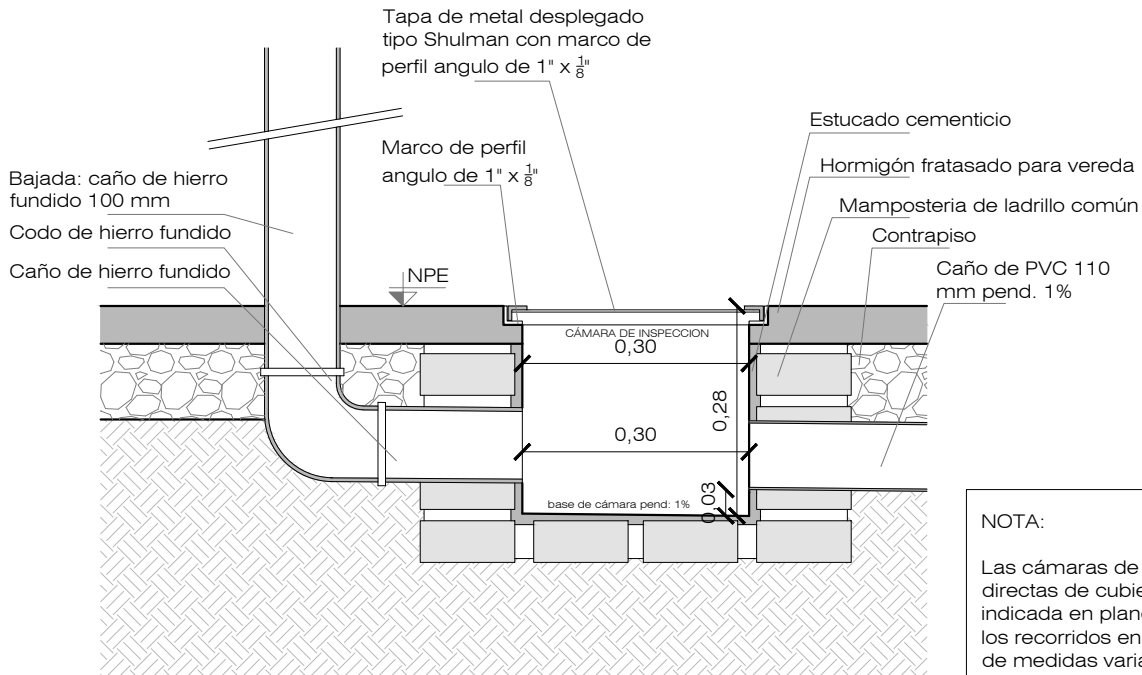 Tapa de metal desplegado
tipo Shulman con marco de
perfil angulo de 1" x 1/8"
Marco de perfil
angulo de 1" x 1/8"
Bajada: caño de hierro
fundido 100 mm
Codo de hierro fundido
Caño de hierro fundido
NPE
Estucado cementicio
Hormigón fratasado para vereda
Mamposteria de ladrillo común
Contrapiso
Caño de PVC 110
mm pend. 1%
CÁMARA DE INSPECCION
0,30
0,28
0,30
0,03
base de cámara pend: 1%
NOTA:
Las cámaras de
directas de cubie
indicada en plano
los recorridos en
de medidas varia